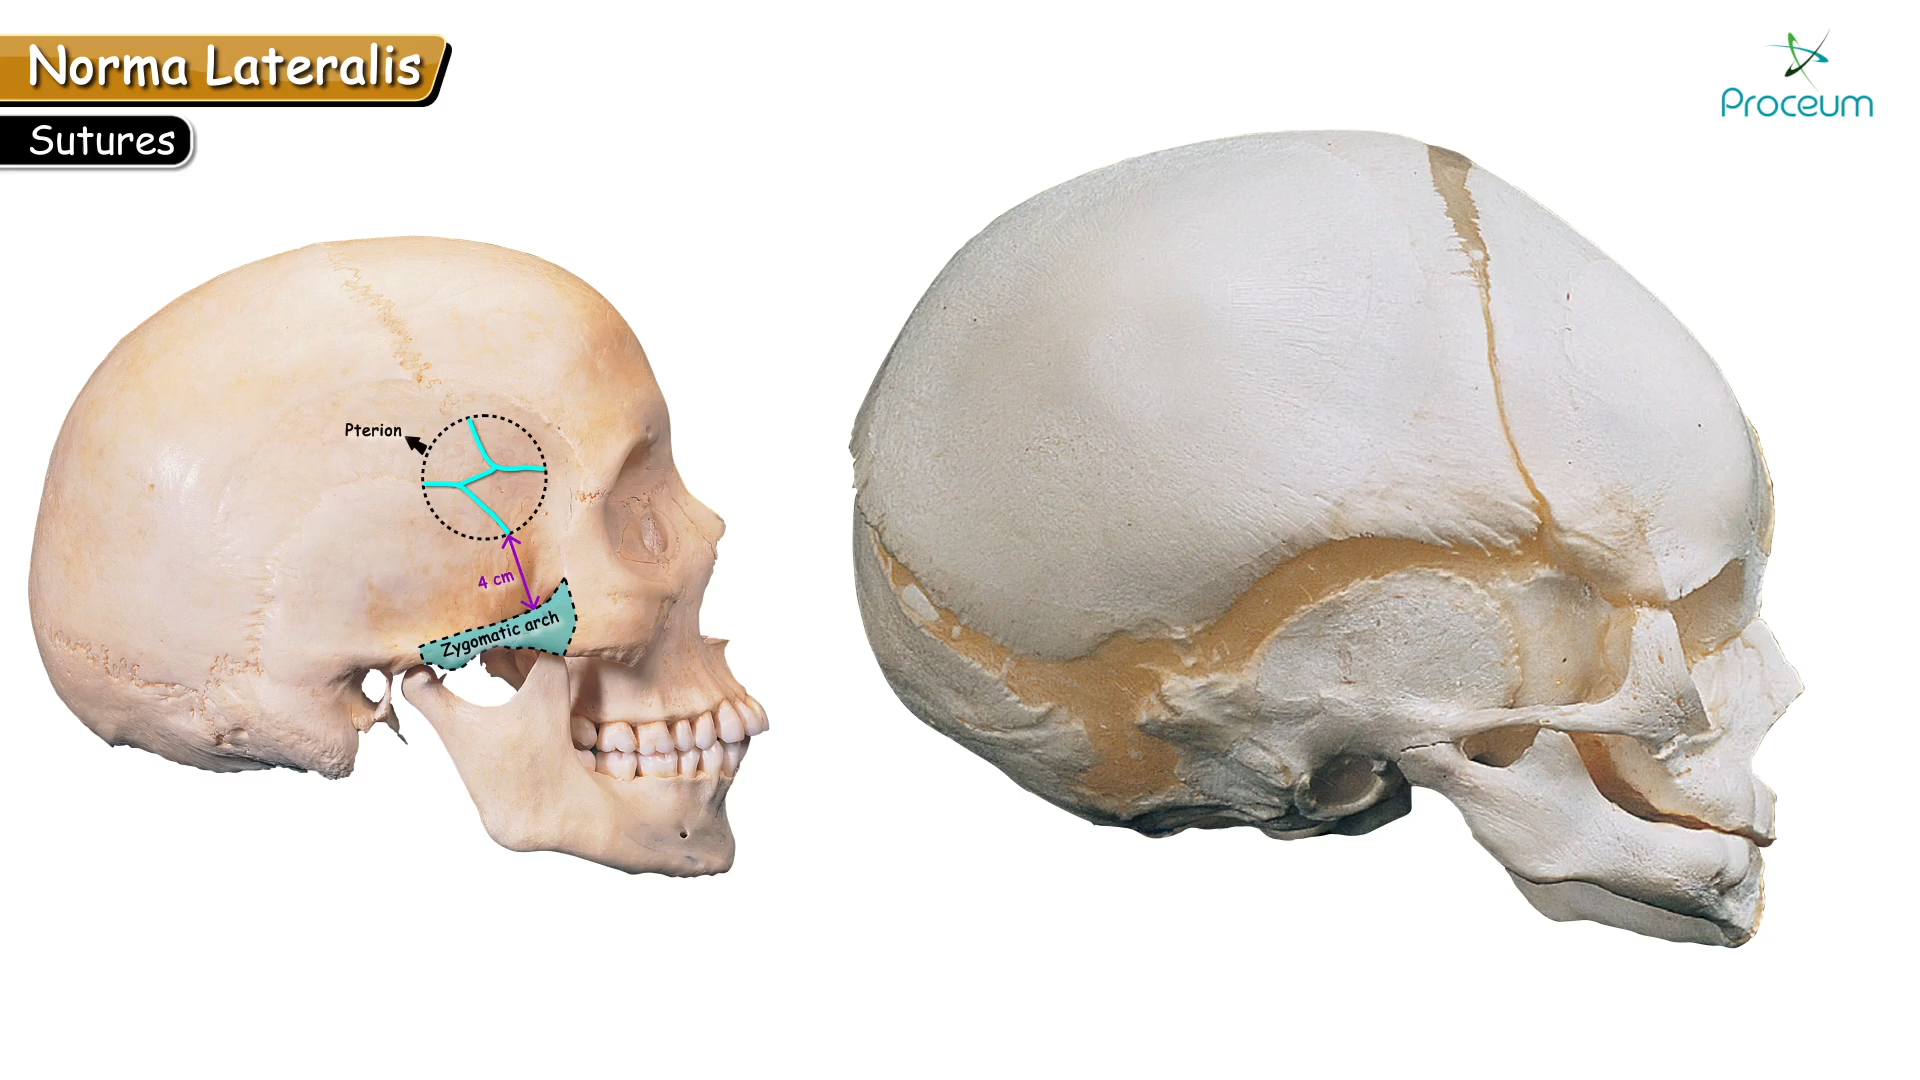 Norma Lateralis
Sutures
Proceum
Pterion
4 cm
Zygomatic arch